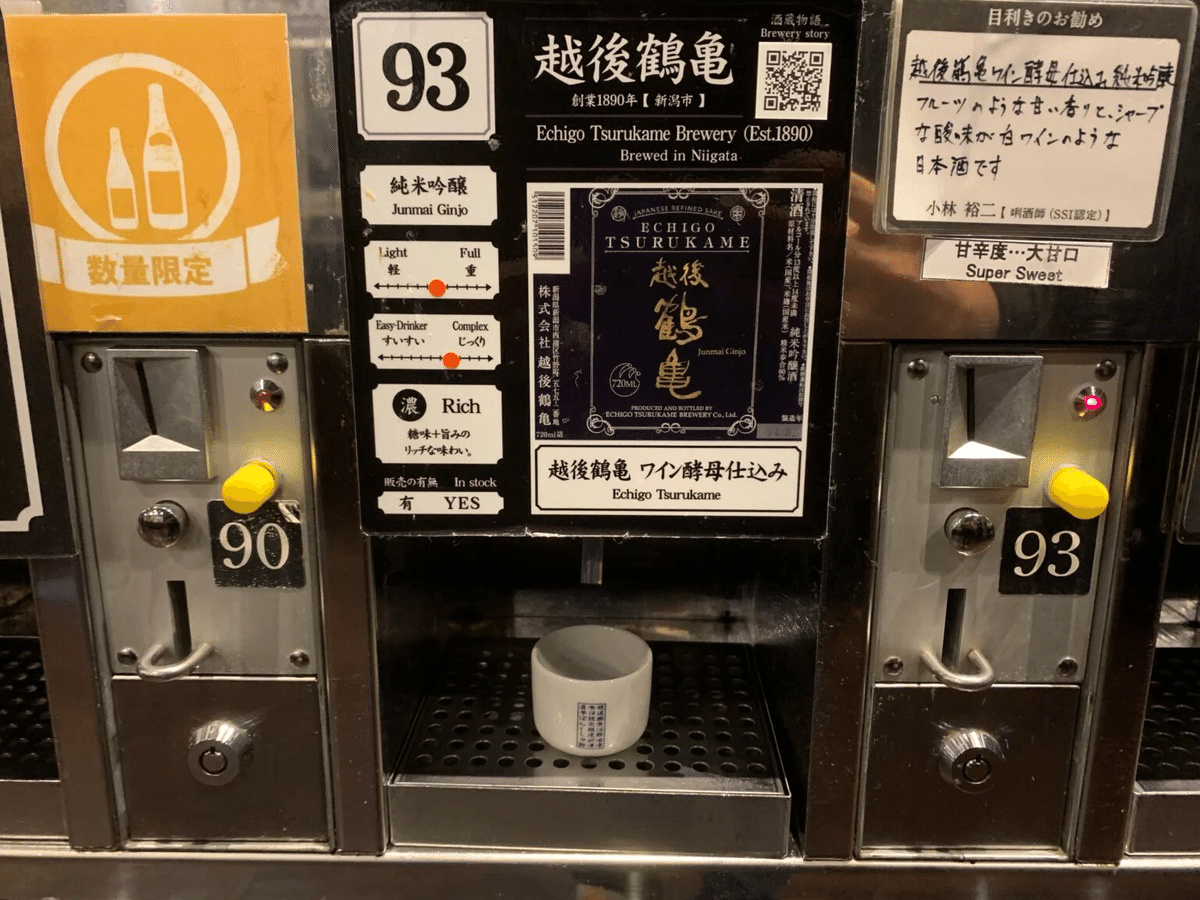 数量限定
90
93
純米吟醸
Junmai Ginjo
Light Full
軽 重
Easy-Drinker Complex
すいすい じっくり
濃 Rich
糖味+旨みの
リッチな味わい。
販売の有無 In stock
有 YES
越後鶴亀
創業1890年【新潟市】
酒蔵物語
Brewery story
Echigo Tsurukame Brewery (Est.1890)
Brewed in Niigata
JAPANESE REFINED SAKE
ECHIGO
TSURUKAME
越後
鶴亀
Junmai Ginjo
720ML
PRODUCED AND BOTTLED BY
ECHIGO TSURUKAME BREWERY Co., Ltd.
株式会社 越後鶴亀
720ml詰
清酒
純米吟醸酒
製造年
越後鶴亀 ワイン酵母仕込み
Echigo Tsurukame
目利きのお勧め
越後鶴亀ワイン酵母仕込み純米吟醸
フルーツのような甘い香りと、シャープ
な酸味が白ワインのような
日本酒です
小林 裕二【唎酒師(SSI認定)】
甘辛度…大甘口
Super Sweet
93